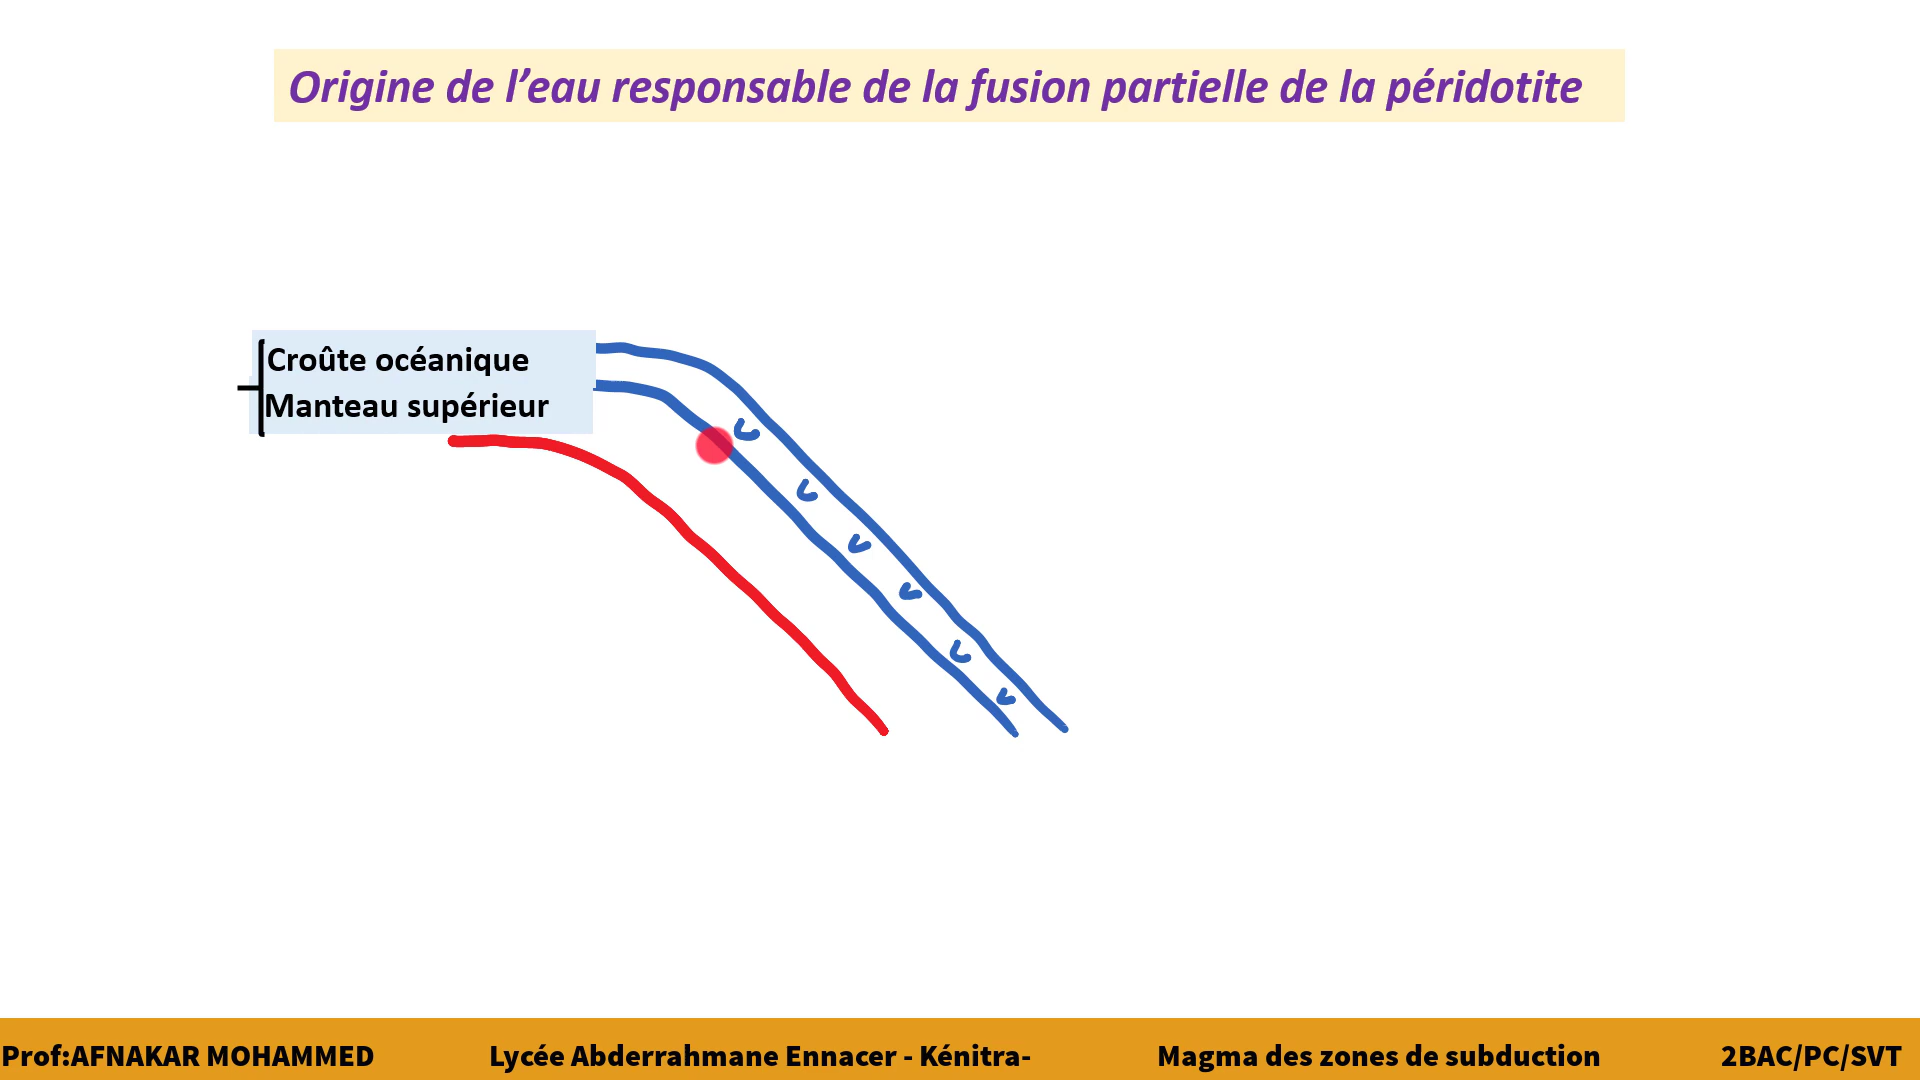 Origine de l’eau responsable de la fusion partielle de la péridotite
Croûte océanique
Manteau supérieur
Prof:AFNAKAR MOHAMMED Lycée Abderrahmane Ennacer - Kénitra- Magma des zones de subduction 2BAC/PC/SVT